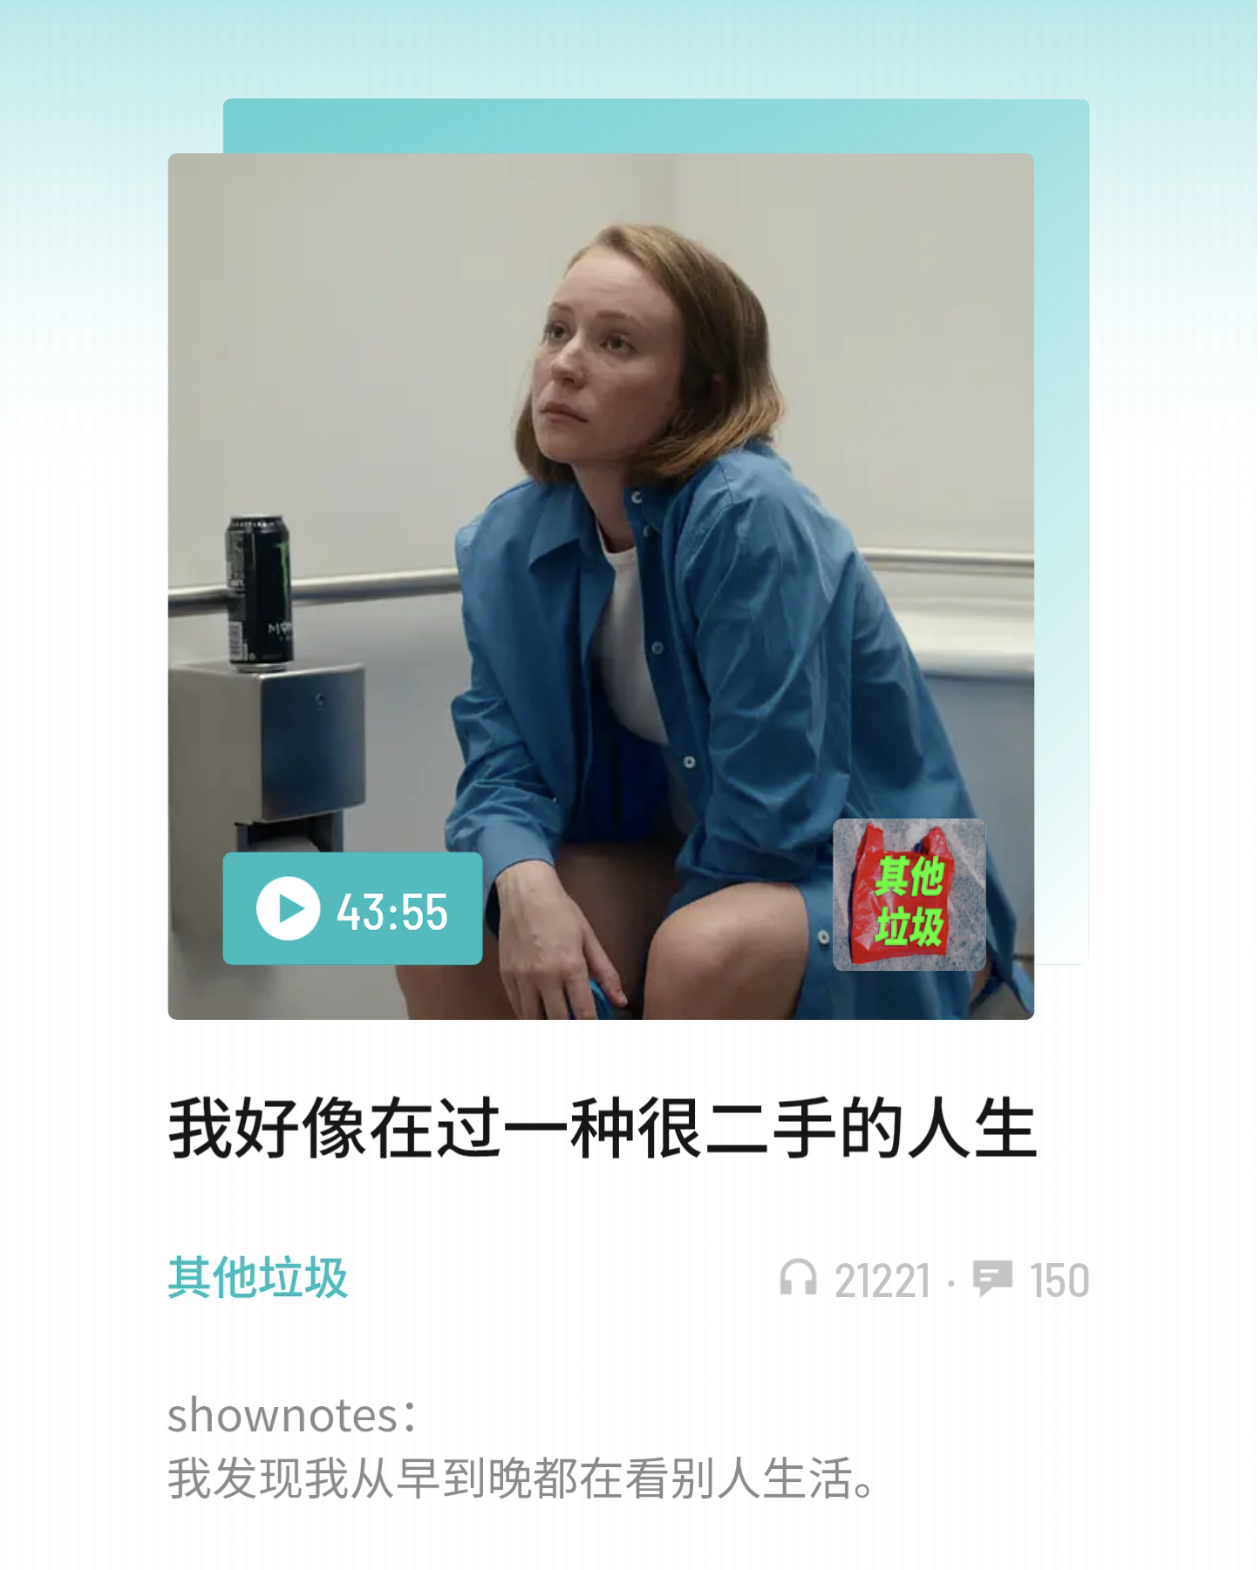 43:55
其他
垃圾
我好像在过一种很二手的人生
其他垃圾
21221 · 150
shownotes：
我发现我从早到晚都在看别人生活。